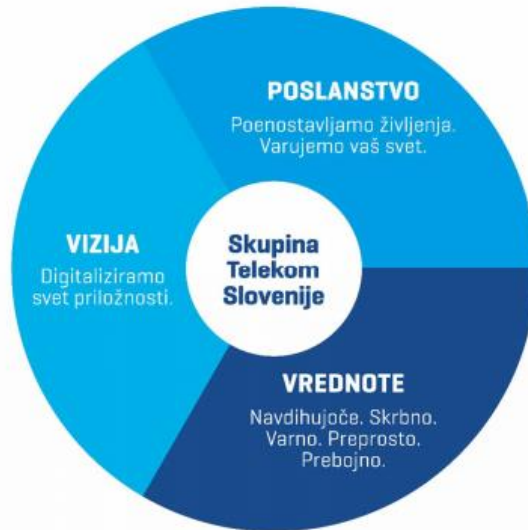 POSLANSTVO
Poenostavljamo življenja.
Varujemo vaš svet.
VIZIJA
Digitaliziramo
svet priložnosti.
Skupina
Telekom
Slovenije
VREDNOTE
Navdihujoče. Skrbno.
Varno. Preprosto.
Prebojno.